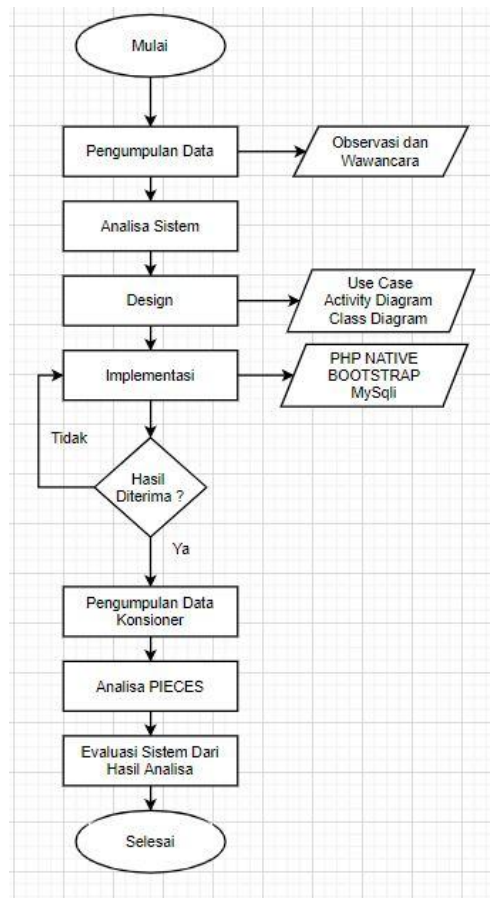 Mulai
Pengumpulan Data
Observasi dan
Wawancara
Analisa Sistem
Design
Use Case
Activity Diagram
Class Diagram
Implementasi
PHP NATIVE
BOOTSTRAP
MySqli
Tidak
Hasil
Diterima ?
Ya
Pengumpulan Data
Konsioner
Analisa PIECES
Evaluasi Sistem Dari
Hasil Analisa
Selesai